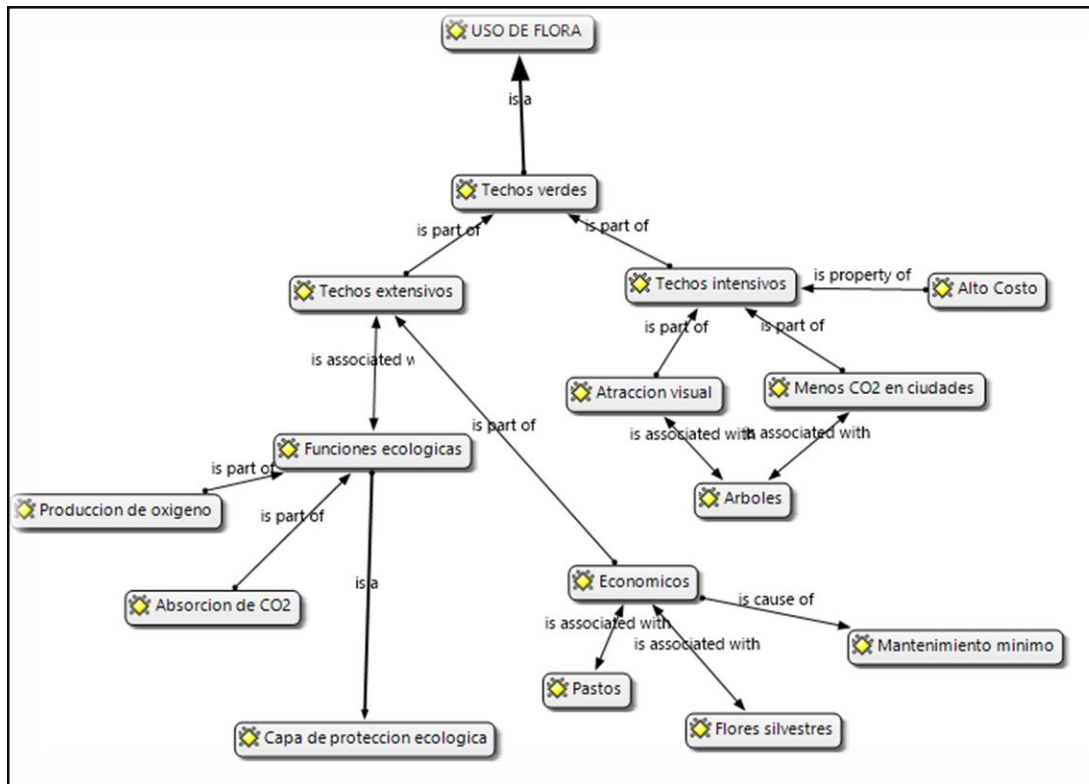 USO DE FLORA
is a
Techos verdes
is part of
is part of
Techos extensivos
Techos intensivos
is property of
Alto Costo
is part of
is part of
is associated w
Atraccion visual
Menos CO2 en ciudades
is part of
is associated with
is associated with
Funciones ecologicas
is part of
Arboles
Produccion de oxigeno
is part of
is a
Economicos
is cause of
Absorcion de CO2
is associated with
is associated with
Mantenimiento minimo
Pastos
Flores silvestres
Capa de proteccion ecologica